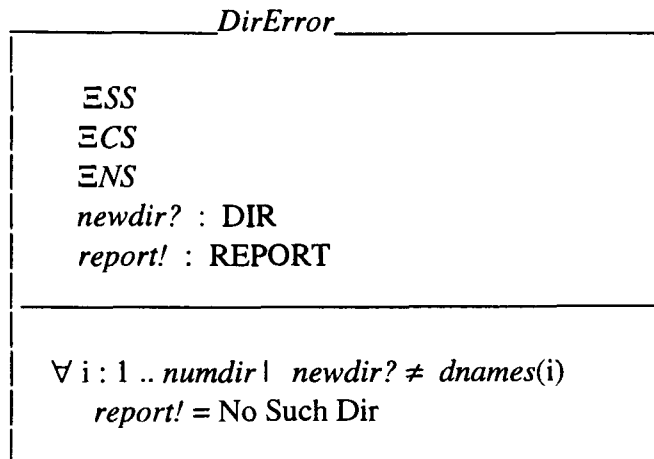 DirError
ΞSS
ΞCS
ΞNS
newdir? : DIR
report! : REPORT
∀ i : 1 .. numdir | newdir? ≠ dnames(i)
report! = No Such Dir